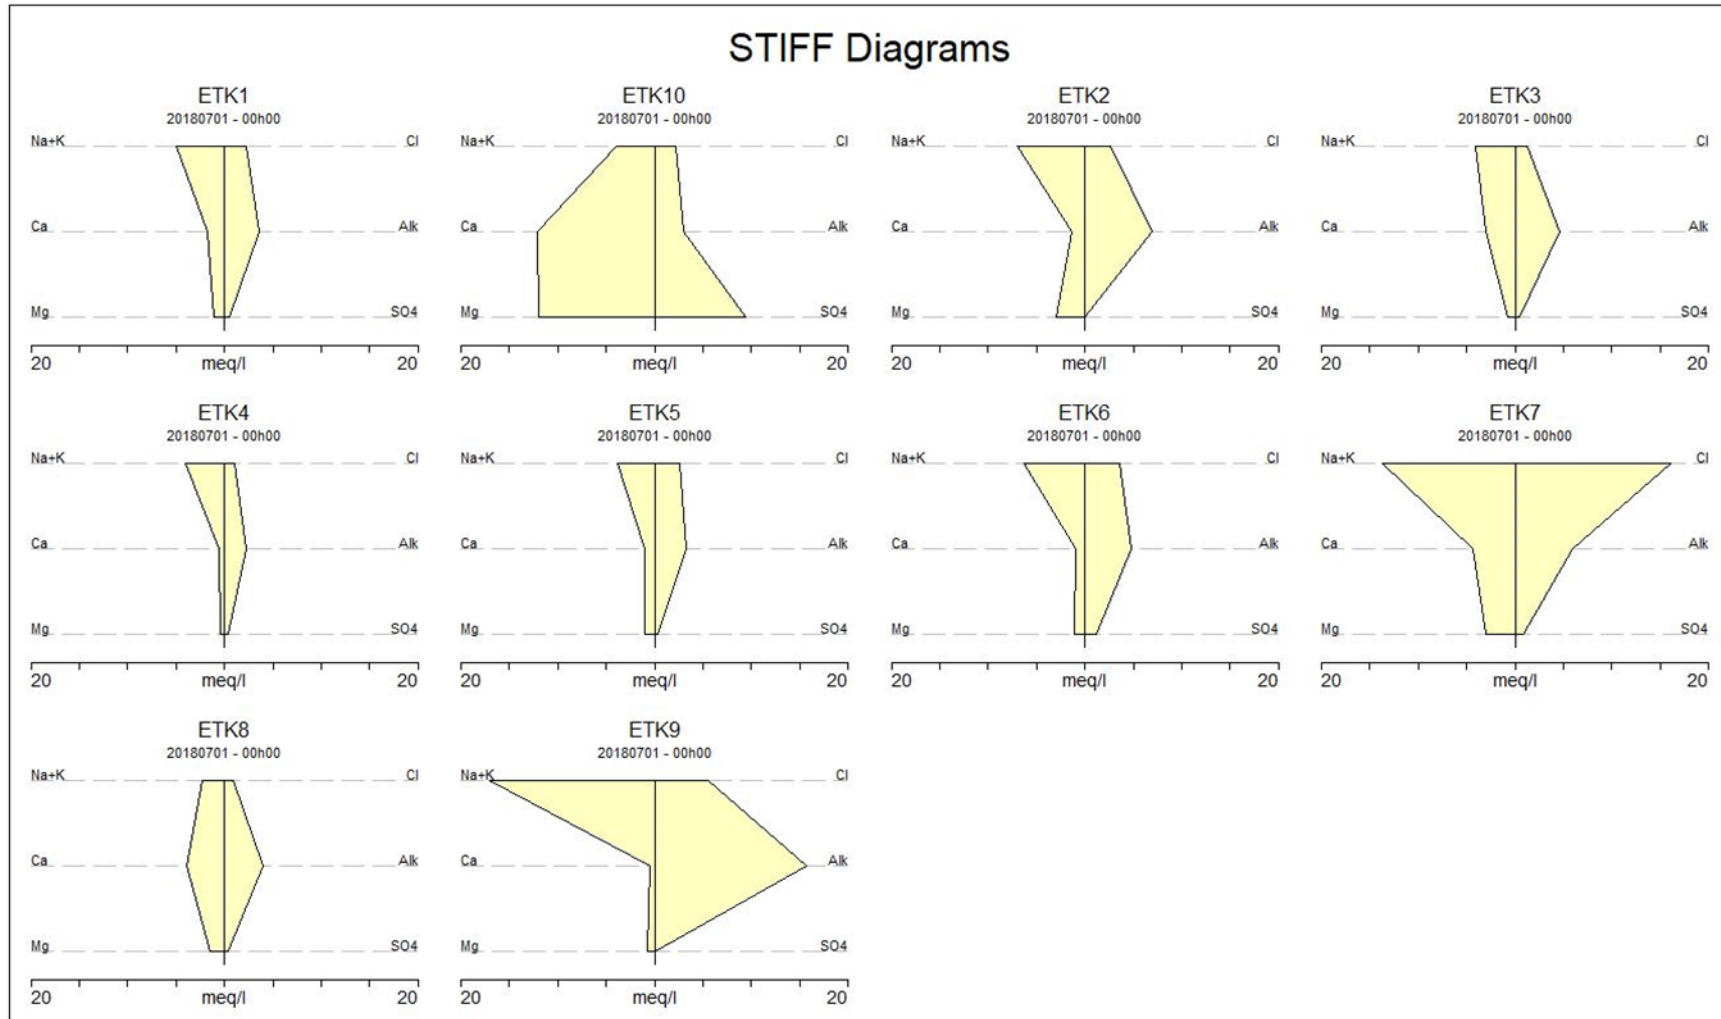 STIFF Diagrams
ETK1 ETK10 ETK2 ETK3
20180701 - 00h00 20180701 - 00h00 20180701 - 00h00 20180701 - 00h00
Na+K Cl Na+K Cl Na+K Cl Na+K Cl
Ca Alk Ca Alk Ca Alk Ca Alk
Mg SO4 Mg SO4 Mg SO4 Mg SO4
20 meq/l 20 20 meq/l 20 20 meq/l 20 20 meq/l 20
ETK4 ETK5 ETK6 ETK7
20180701 - 00h00 20180701 - 00h00 20180701 - 00h00 20180701 - 00h00
Na+K Cl Na+K Cl Na+K Cl Na+K Cl
Ca Alk Ca Alk Ca Alk Ca Alk
Mg SO4 Mg SO4 Mg SO4 Mg SO4
20 meq/l 20 20 meq/l 20 20 meq/l 20 20 meq/l 20
ETK8 ETK9
20180701 - 00h00 20180701 - 00h00
Na+K Cl Na+K Cl
Ca Alk Ca Alk
Mg SO4 Mg SO4
20 meq/l 20 20 meq/l 20